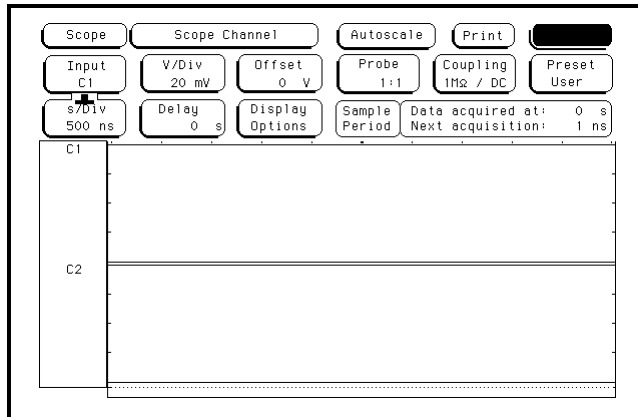 Scope Scope Channel Autoscale Print
Input V/Div Offset Probe Coupling Preset
C1 20 mV 0 V 1:1 1MΩ / DC User
s/Div Delay Display Sample Data acquired at: 0 s
500 ns 0 s Options Period Next acquisition: 1 ns
C1
C2